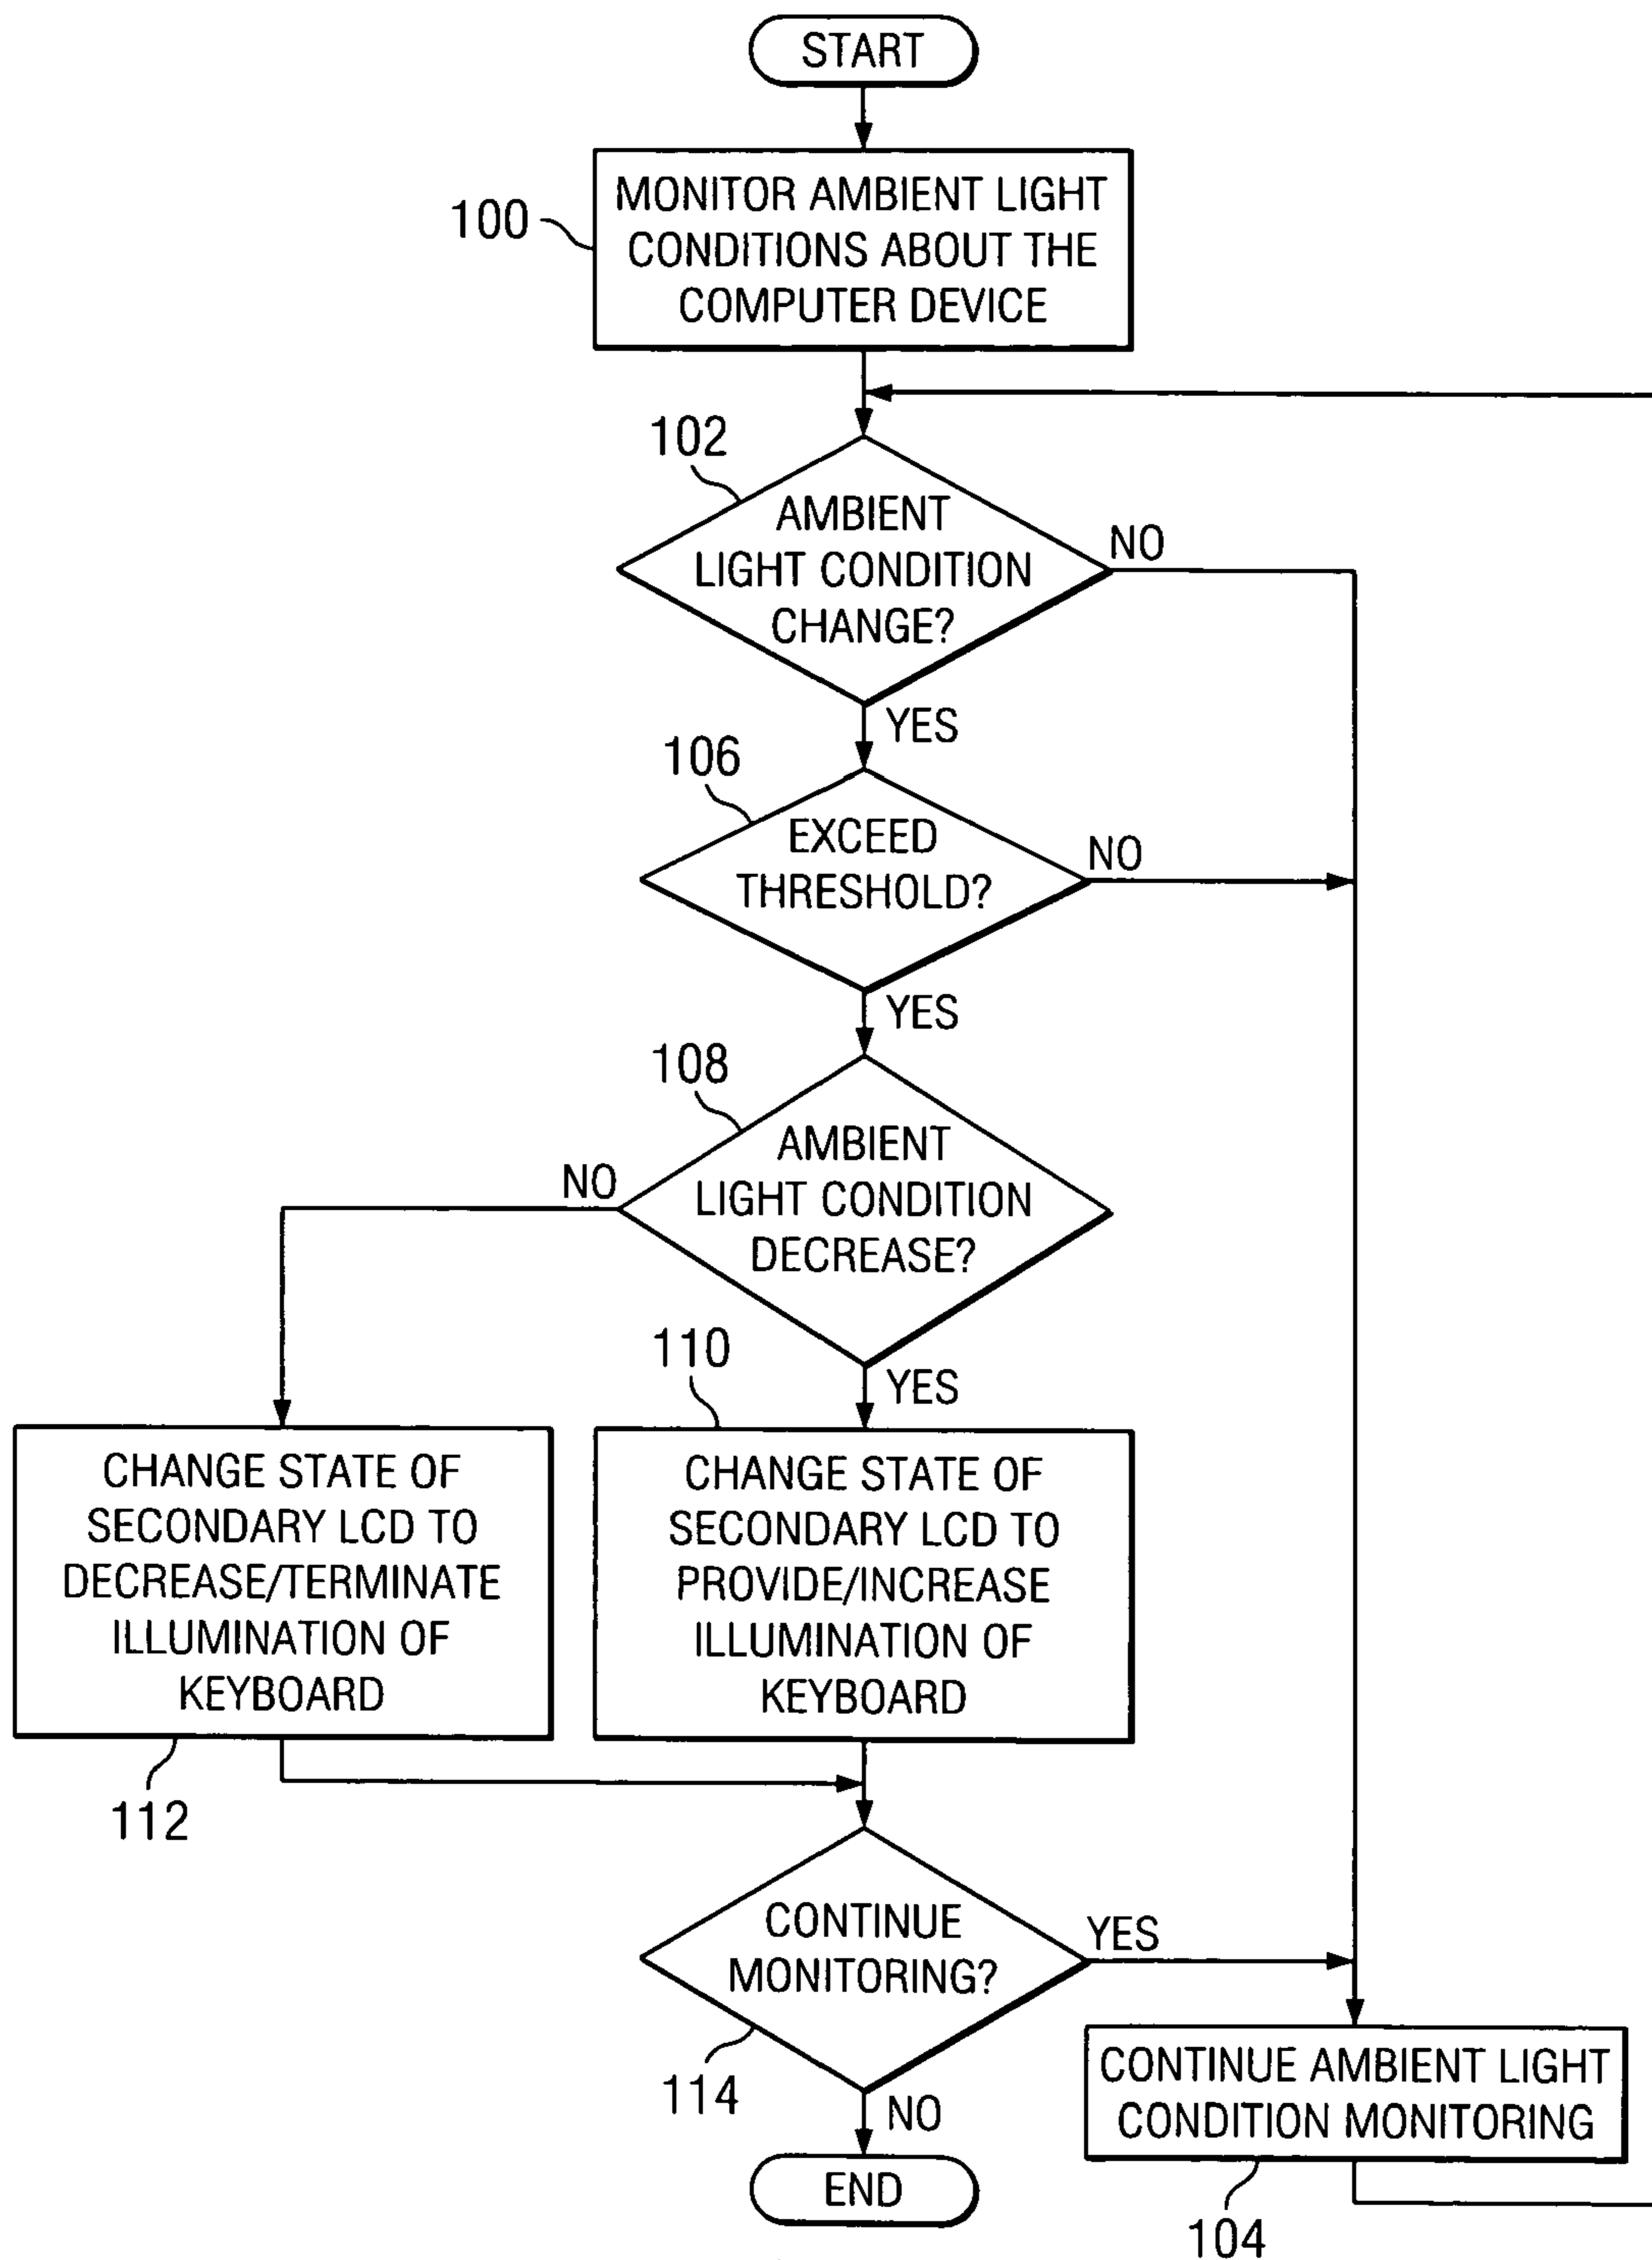 START
100
MONITOR AMBIENT LIGHT
CONDITIONS ABOUT THE
COMPUTER DEVICE
102
AMBIENT
LIGHT CONDITION
CHANGE?
NO
YES
106
EXCEED
THRESHOLD?
NO
YES
108
AMBIENT
LIGHT CONDITION
DECREASE?
NO
YES
110
CHANGE STATE OF
SECONDARY LCD TO
DECREASE/TERMINATE
ILLUMINATION OF
KEYBOARD
112
CHANGE STATE OF
SECONDARY LCD TO
PROVIDE/INCREASE
ILLUMINATION OF
KEYBOARD
CONTINUE
MONITORING?
YES
114
NO
CONTINUE AMBIENT LIGHT
CONDITION MONITORING
104
END